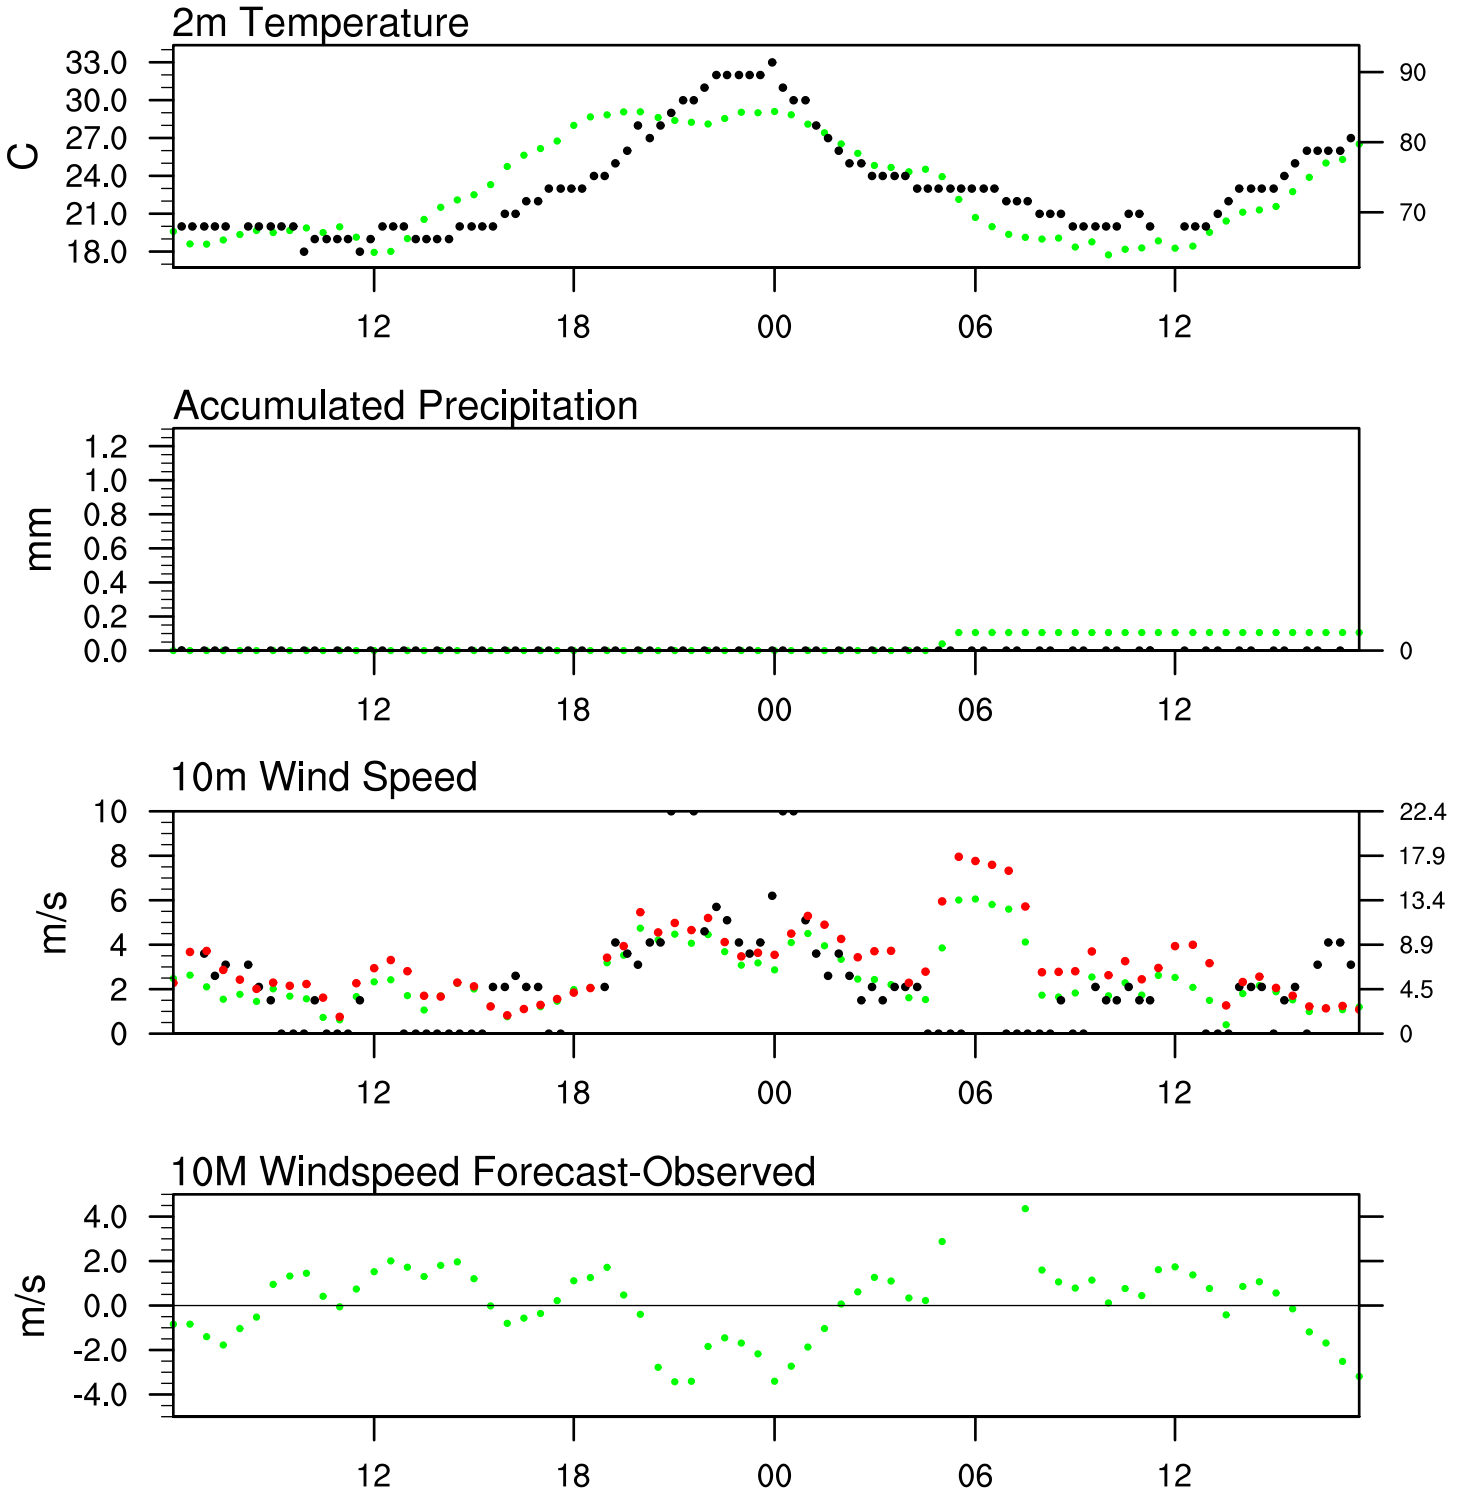 2m Temperature
33.0
30.0
27.0
24.0
21.0
18.0
C
90
80
70
12 18 00 06 12
Accumulated Precipitation
1.2
1.0
0.8
0.6
0.4
0.2
0.0
mm
0
12 18 00 06 12
10m Wind Speed
10
8
6
4
2
0
m/s
22.4
17.9
13.4
8.9
4.5
0
12 18 00 06 12
10M Windspeed Forecast-Observed
4.0
2.0
0.0
-2.0
-4.0
m/s
12 18 00 06 12